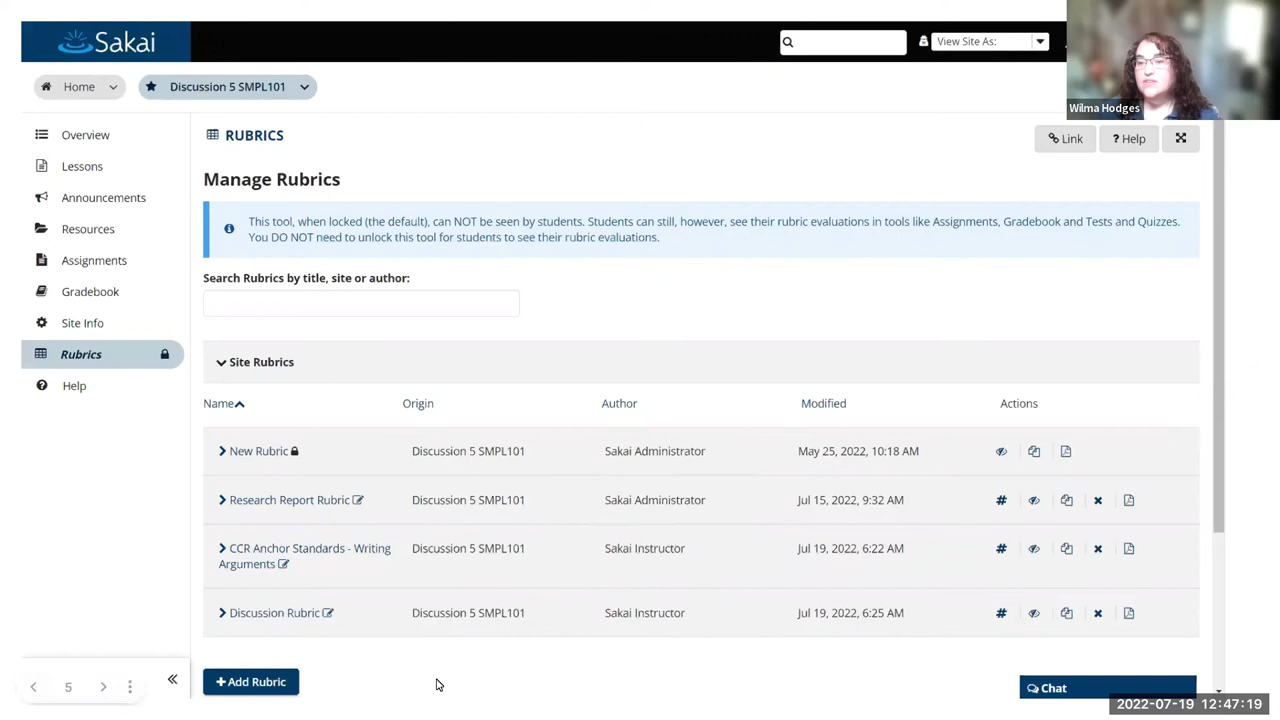 Sakai
View Site As:
Wilma Hodges
Home
Discussion 5 SMPL101
Overview
Lessons
Announcements
Resources
Assignments
Gradebook
Site Info
Rubrics
Help
RUBRICS
Link
? Help
Manage Rubrics
This tool, when locked (the default), can NOT be seen by students. Students can still, however, see their rubric evaluations in tools like Assignments, Gradebook and Tests and Quizzes.
You DO NOT need to unlock this tool for students to see their rubric evaluations.
Search Rubrics by title, site or author:
Site Rubrics
Name Origin Author Modified Actions
New Rubric Discussion 5 SMPL101 Sakai Administrator May 25, 2022, 10:18 AM
Research Report Rubric Discussion 5 SMPL101 Sakai Administrator Jul 15, 2022, 9:32 AM #
CCR Anchor Standards - Writing Discussion 5 SMPL101 Sakai Instructor Jul 19, 2022, 6:22 AM #
Arguments
Discussion Rubric Discussion 5 SMPL101 Sakai Instructor Jul 19, 2022, 6:25 AM #
+ Add Rubric
5
Chat
2022-07-19 12:47:19